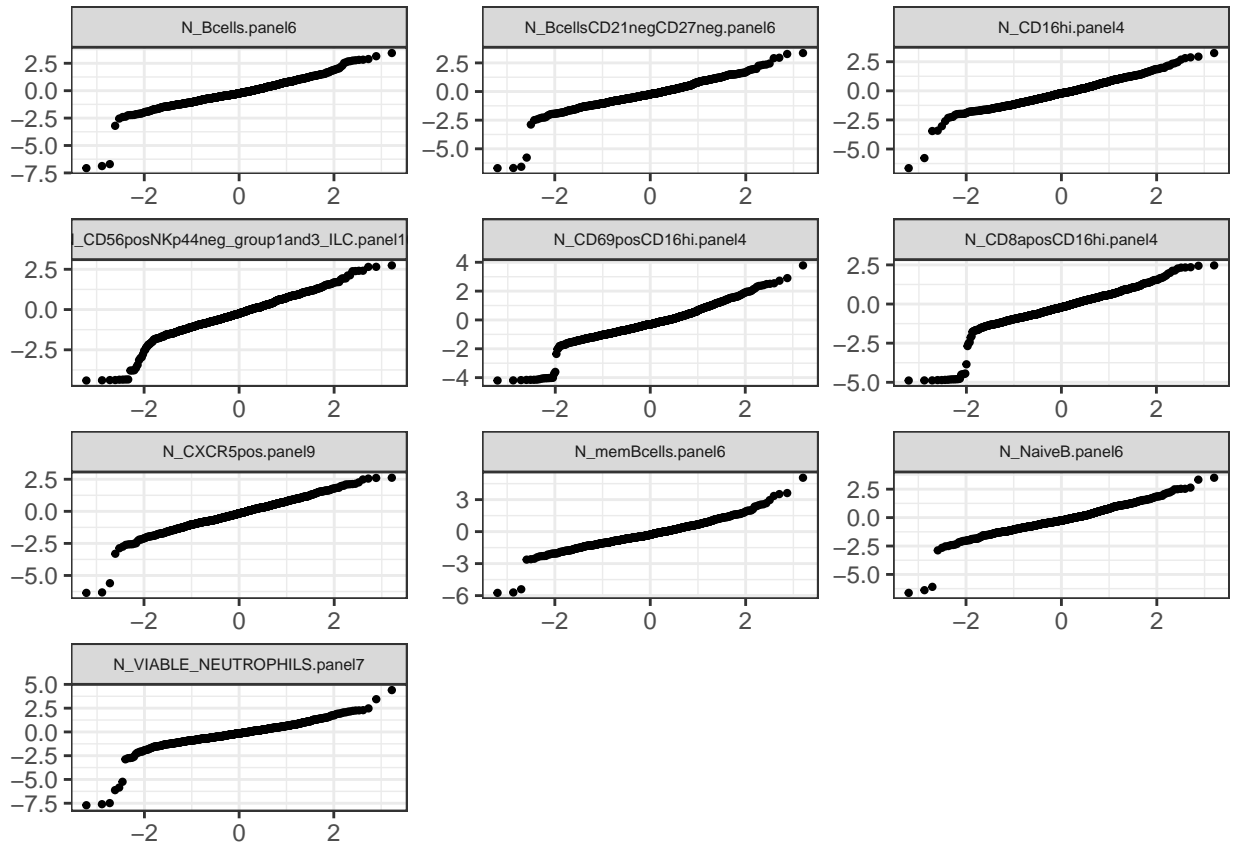 N_Bcells.panel6
2.5
0.0
−2.5
−5.0
−7.5
−2 0 2
N_BcellsCD21negCD27neg.panel6
2.5
0.0
−2.5
−5.0
−2 0 2
N_CD16hi.panel4
2.5
0.0
−2.5
−5.0
−2 0 2
_CD56posNKp44neg_group1and3_ILC.panel1
2.5
0.0
−2.5
−2 0 2
N_CD69posCD16hi.panel4
4
2
0
−2
−4
−2 0 2
N_CD8aposCD16hi.panel4
2.5
0.0
−2.5
−5.0
−2 0 2
N_CXCR5pos.panel9
2.5
0.0
−2.5
−5.0
−2 0 2
N_memBcells.panel6
3
0
−3
−6
−2 0 2
N_NaiveB.panel6
2.5
0.0
−2.5
−5.0
−2 0 2
N_VIABLE_NEUTROPHILS.panel7
5.0
2.5
0.0
−2.5
−5.0
−7.5
−2 0 2